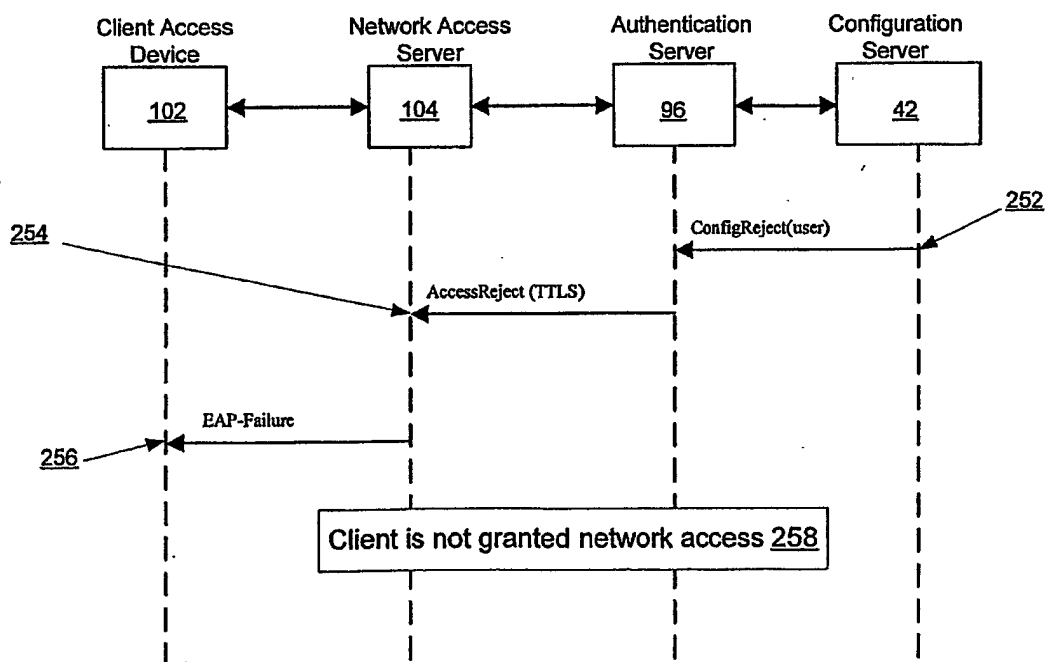 Client Access
Device
Network Access
Server
Authentication
Server
Configuration
Server
102
104
96
42
252
ConfigReject(user)
254
AccessReject (TTLS)
EAP-Failure
256
Client is not granted network access 258